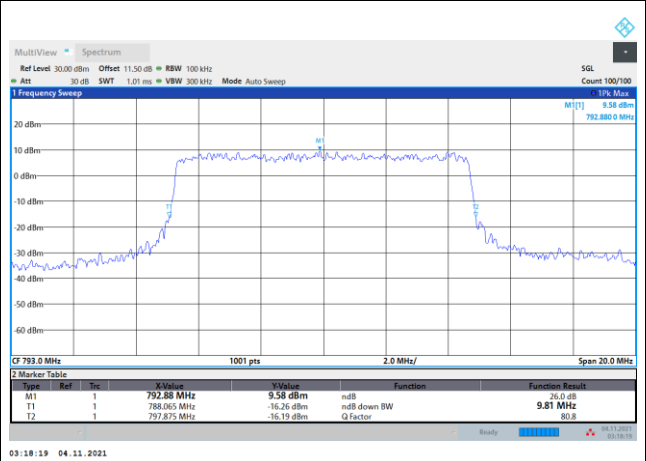 MultiView Spectrum
Ref Level 30.00 dBm Offset 11.50 dB RBW 100 kHz SGL
Att 30 dB SWT 1.01 ms VBW 300 kHz Mode Auto Sweep Count 100/100
1 Frequency Sweep 1Pk Max
M1[1] 9.58 dBm
792.880 0 MHz
20 dBm
M1
10 dBm
0 dBm
-10 dBm
T1 T2
-20 dBm
-30 dBm
-40 dBm
-50 dBm
-60 dBm
CF 793.0 MHz 1001 pts 2.0 MHz/ Span 20.0 MHz
2 Marker Table
Type Ref Trc X-Value Y-Value Function Function Result
M1 1 792.88 MHz 9.58 dBm ndB 26.0 dB
T1 1 788.065 MHz -16.26 dBm ndB down BW 9.81 MHz
T2 1 797.875 MHz -16.19 dBm Q Factor 80.8
Ready 04.11.2021
03:18:19
03:18:19 04.11.2021